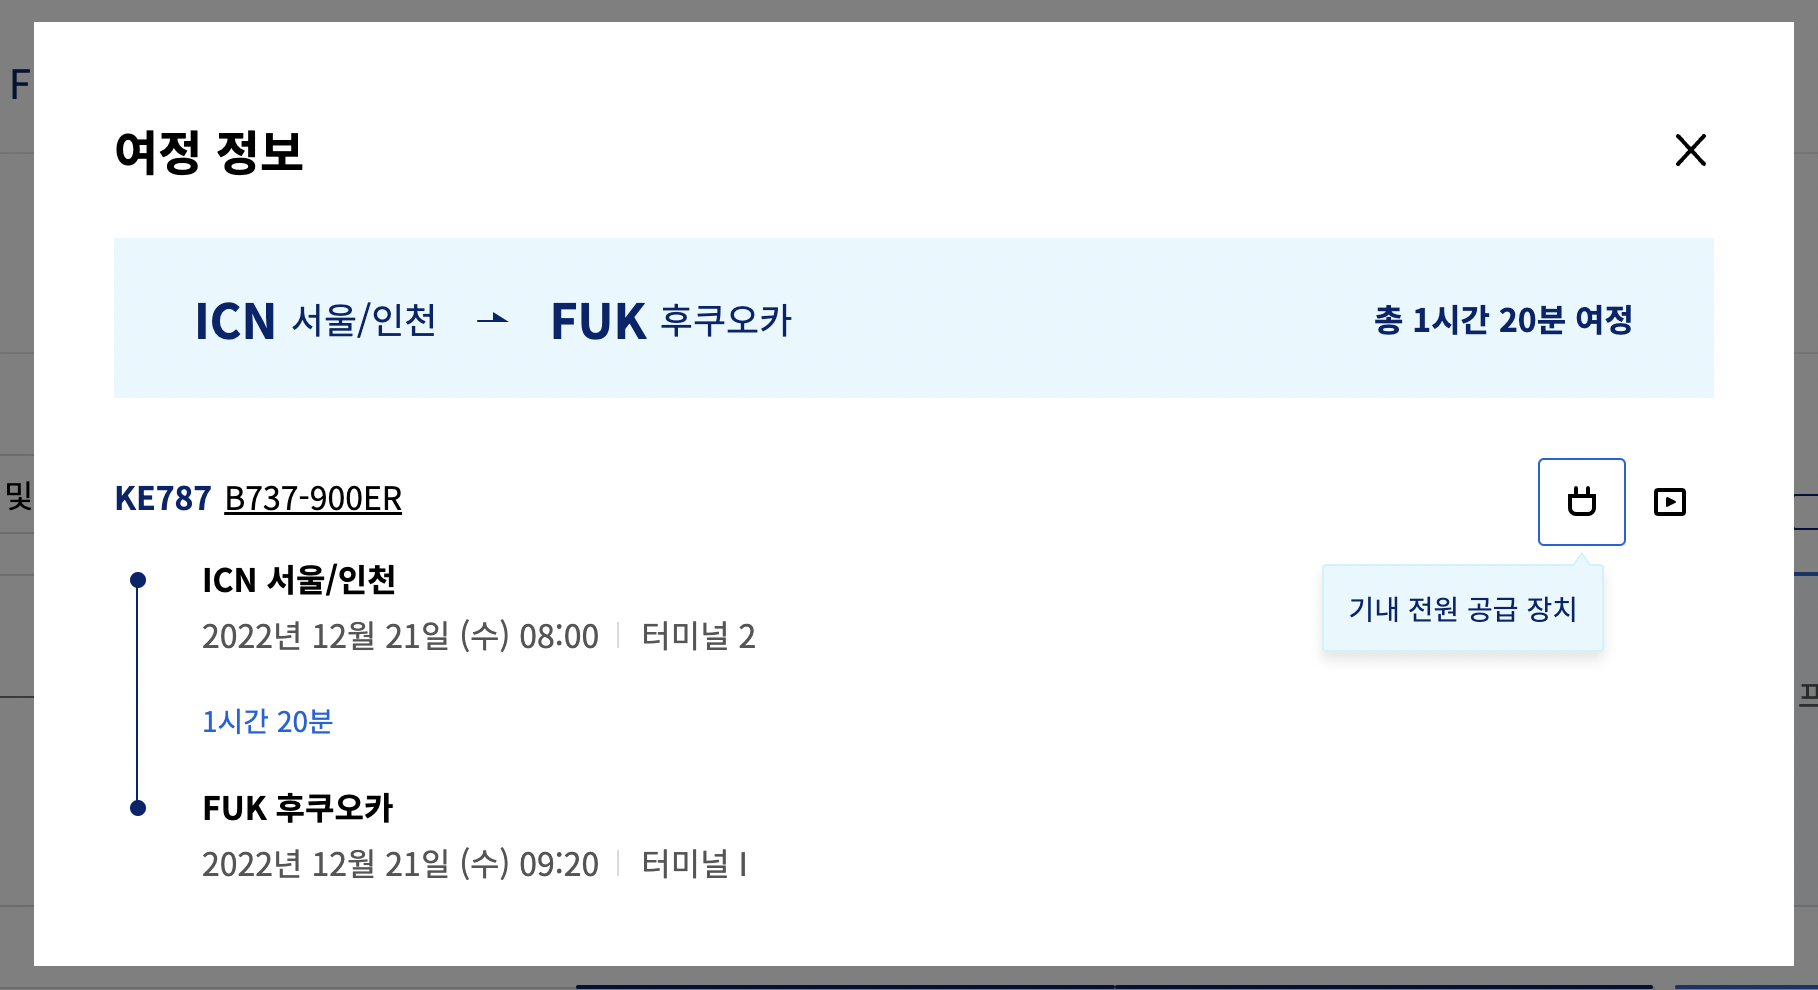 F
여정 정보
ICN 서울/인천 FUK 후쿠오카 총 1시간 20분 여정
및
KE787 B737-900ER
ICN 서울/인천
기내 전원 공급 장치
2022년 12월 21일 (수) 08:00 터미널 2
1시간 20분
FUK 후쿠오카
2022년 12월 21일 (수) 09:20 터미널 I